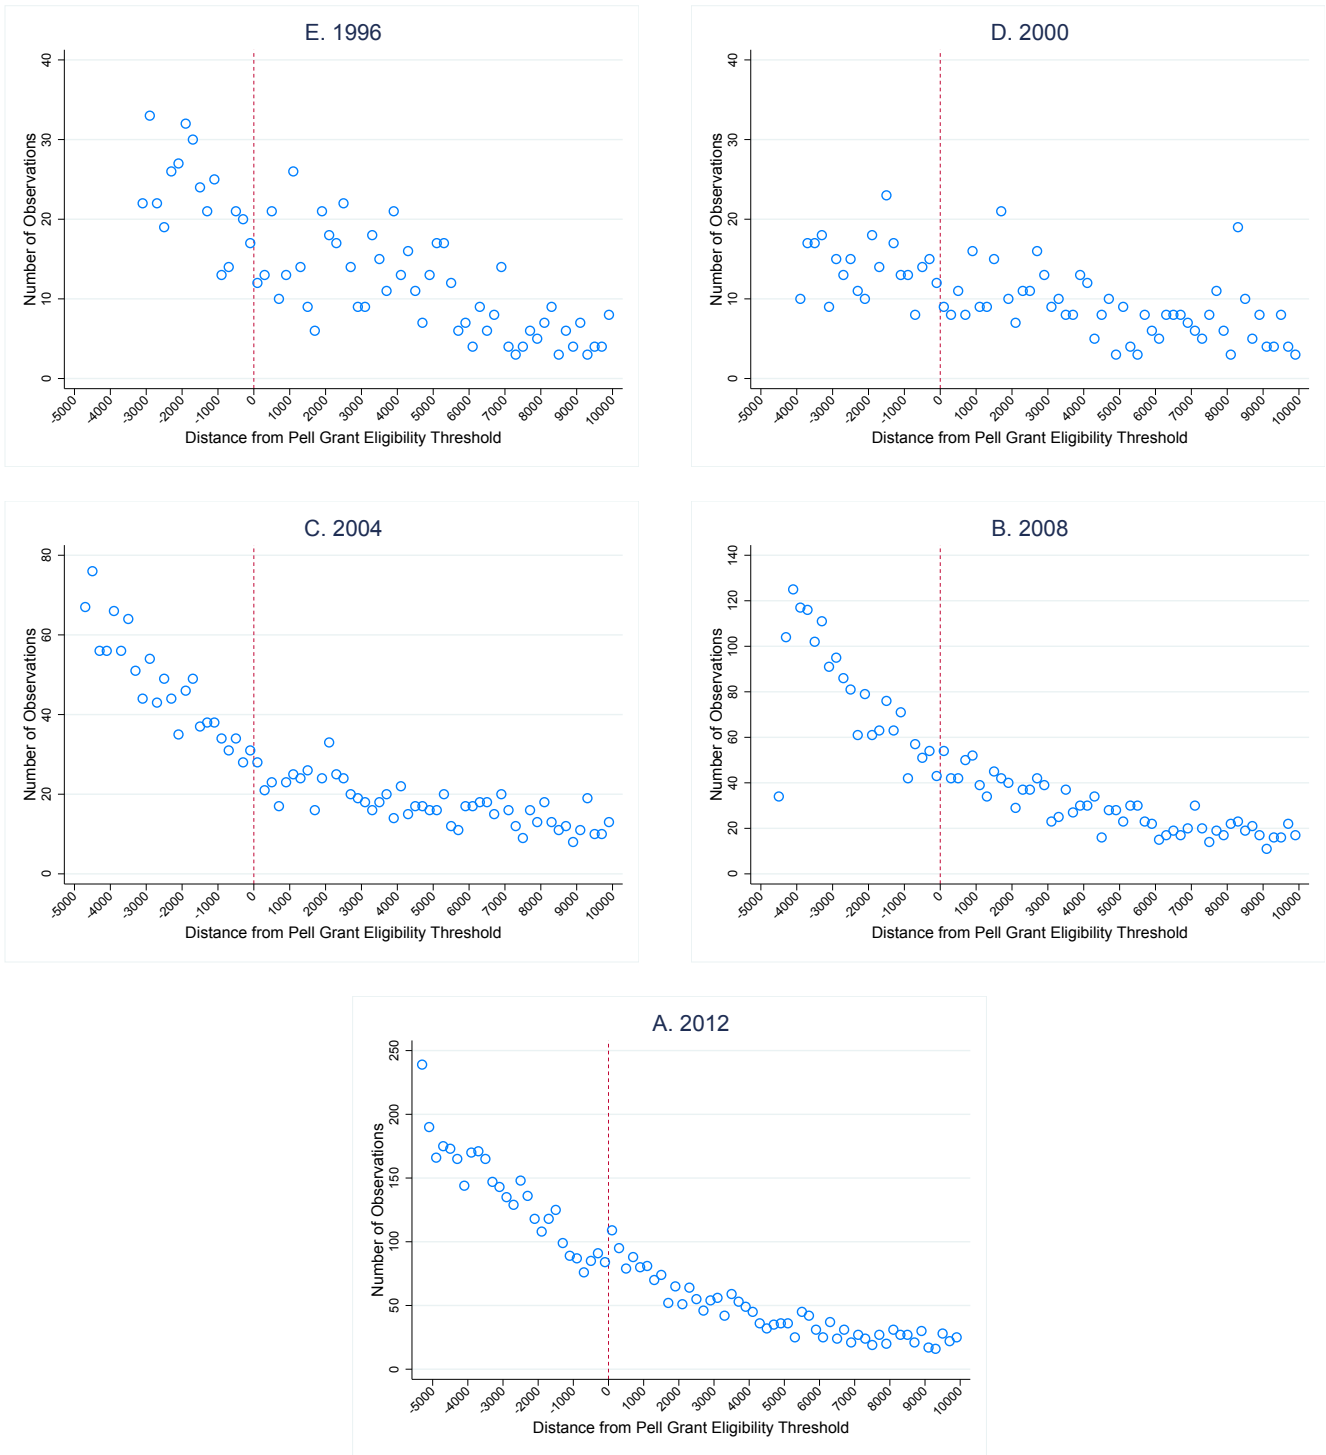 E. 1996
Number of Observations
40
30
20
10
0
-5000 -4000 -3000 -2000 -1000 0 1000 2000 3000 4000 5000 6000 7000 8000 9000 10000
Distance from Pell Grant Eligibility Threshold
D. 2000
Number of Observations
40
30
20
10
0
-5000 -4000 -3000 -2000 -1000 0 1000 2000 3000 4000 5000 6000 7000 8000 9000 10000
Distance from Pell Grant Eligibility Threshold
C. 2004
Number of Observations
80
60
40
20
0
-5000 -4000 -3000 -2000 -1000 0 1000 2000 3000 4000 5000 6000 7000 8000 9000 10000
Distance from Pell Grant Eligibility Threshold
B. 2008
Number of Observations
140
120
100
80
60
40
20
0
-5000 -4000 -3000 -2000 -1000 0 1000 2000 3000 4000 5000 6000 7000 8000 9000 10000
Distance from Pell Grant Eligibility Threshold
A. 2012
Number of Observations
250
200
150
100
50
0
-5000 -4000 -3000 -2000 -1000 0 1000 2000 3000 4000 5000 6000 7000 8000 9000 10000
Distance from Pell Grant Eligibility Threshold